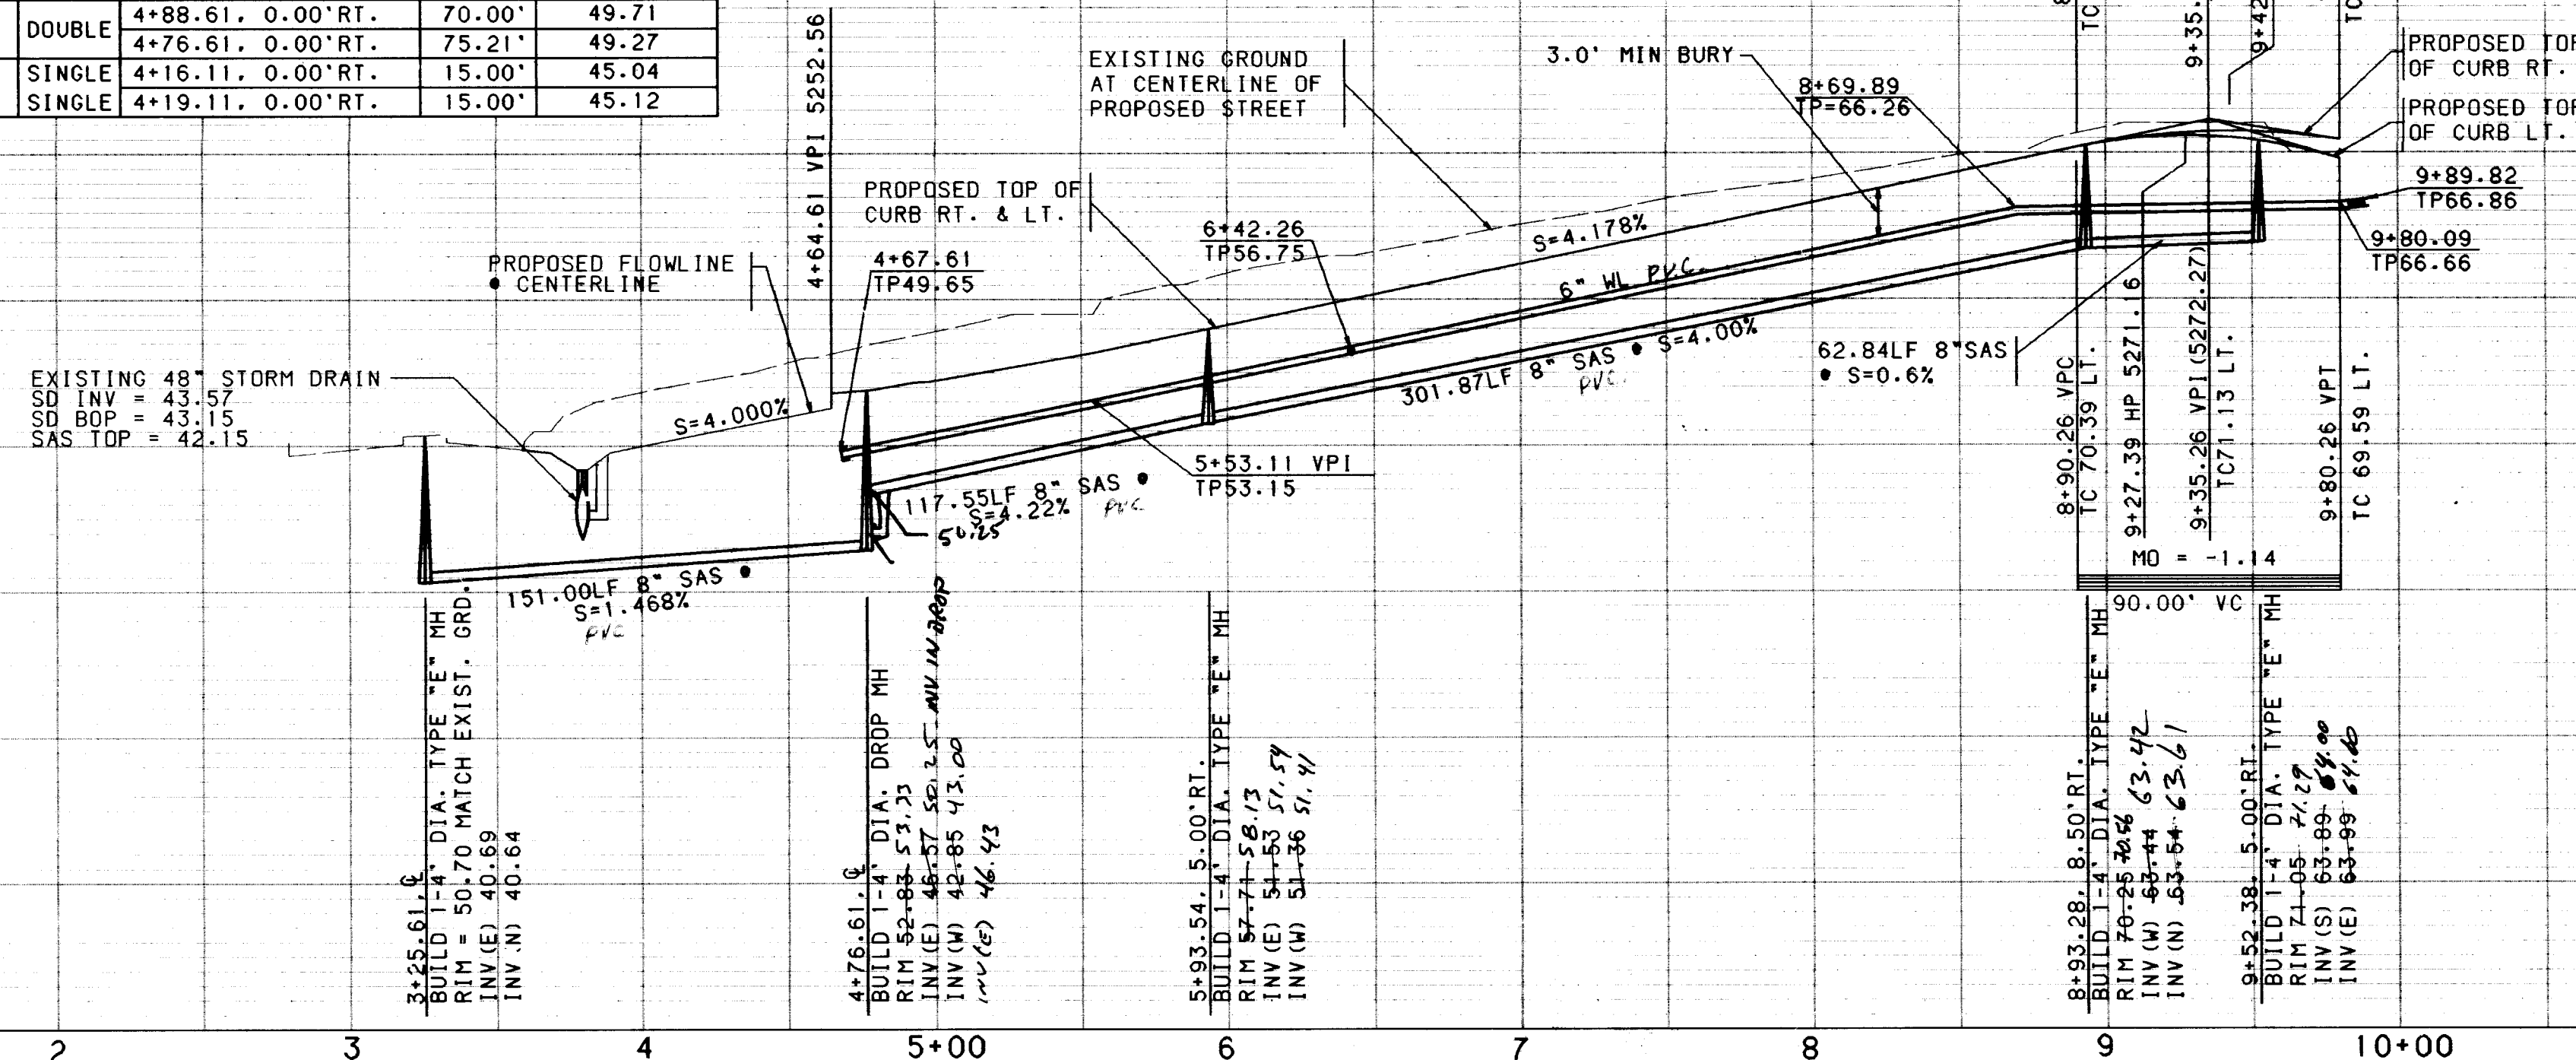 DOUBLE 4+88.61, 0.00'RT. 70.00' 49.71
4+76.61, 0.00'RT. 75.21' 49.27
SINGLE 4+16.11, 0.00'RT. 15.00' 45.04
SINGLE 4+19.11, 0.00'RT. 15.00' 45.12
4+64.61 VPI 5252.56
EXISTING GROUND
AT CENTERLINE OF
PROPOSED STREET
3.0' MIN BURY
8+69.89
TP=66.26
TC
9+35.
9+42
TC
PROPOSED TOP
OF CURB RT.
PROPOSED TOP
OF CURB LT.
9+89.82
TP66.86
9+80.09
TP66.66
PROPOSED TOP OF
CURB RT. & LT.
6+42.26
TP56.75
S=4.178%
PROPOSED FLOWLINE
● CENTERLINE
4+67.61
TP49.65
6" WL PVC.
EXISTING 48" STORM DRAIN
SD INV = 43.57
SD BOP = 43.15
SAS TOP = 42.15
S=4.000%
301.87LF 8" SAS ● S=4.00%
PVC.
62.84LF 8"SAS
● S=0.6%
5+53.11 VPI
TP53.15
117.55LF 8" SAS ●
S=4.22% PVC
50.25
151.00LF 8" SAS ●
S=1.468%
PVC
8+90.26 VPC
TC 70.39 LT.
9+27.39 HP 5271.16
9+35.26 VPI(5272.27)
TC71.13 LT.
9+80.26 VPT
TC 69.59 LT.
MO = -1.14
90.00' VC
3+25.61, ℄
BUILD 1-4' DIA. TYPE "E" MH
RIM = 50.70 MATCH EXIST. GRD.
INV(E) 40.69
INV.N) 40.64
4+76.61, ℄
BUILD 1-4' DIA. DROP MH
RIM 52.83 53.33
INV(E) 46.57 50.25 INV IN DROP
INV(W) 42.85 43.00
INV(E) 46.43
5+93.54, 5.00'RT.
BUILD 1-4' DIA. TYPE "E" MH
RIM 57.71 58.13
INV(E) 51.53 51.54
INV(W) 51.36 51.41
8+93.28, 8.50'RT.
BUILD 1-4' DIA. TYPE "E" MH
RIM 70.25 70.56
INV(W) 63.44 63.42
INV(N) 63.54 63.61
9+52.38, 5.00'RT.
BUILD 1-4' DIA. TYPE "E" MH
RIM 71.05 71.29
INV(S) 63.89 64.00
INV(E) 63.99 64.60
2 3 4 5+00 6 7 8 9 10+00